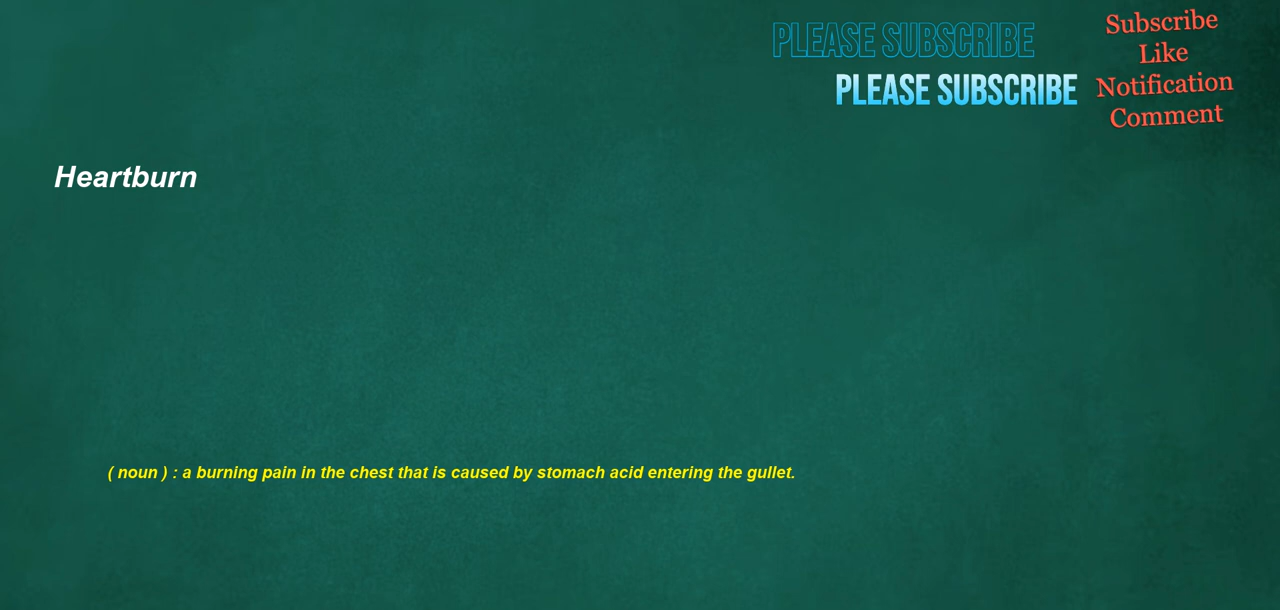 PLEASE SUBSCRIBE
PLEASE SUBSCRIBE
Subscribe
Like
Notification
Comment
Heartburn
( noun ) : a burning pain in the chest that is caused by stomach acid entering the gullet.